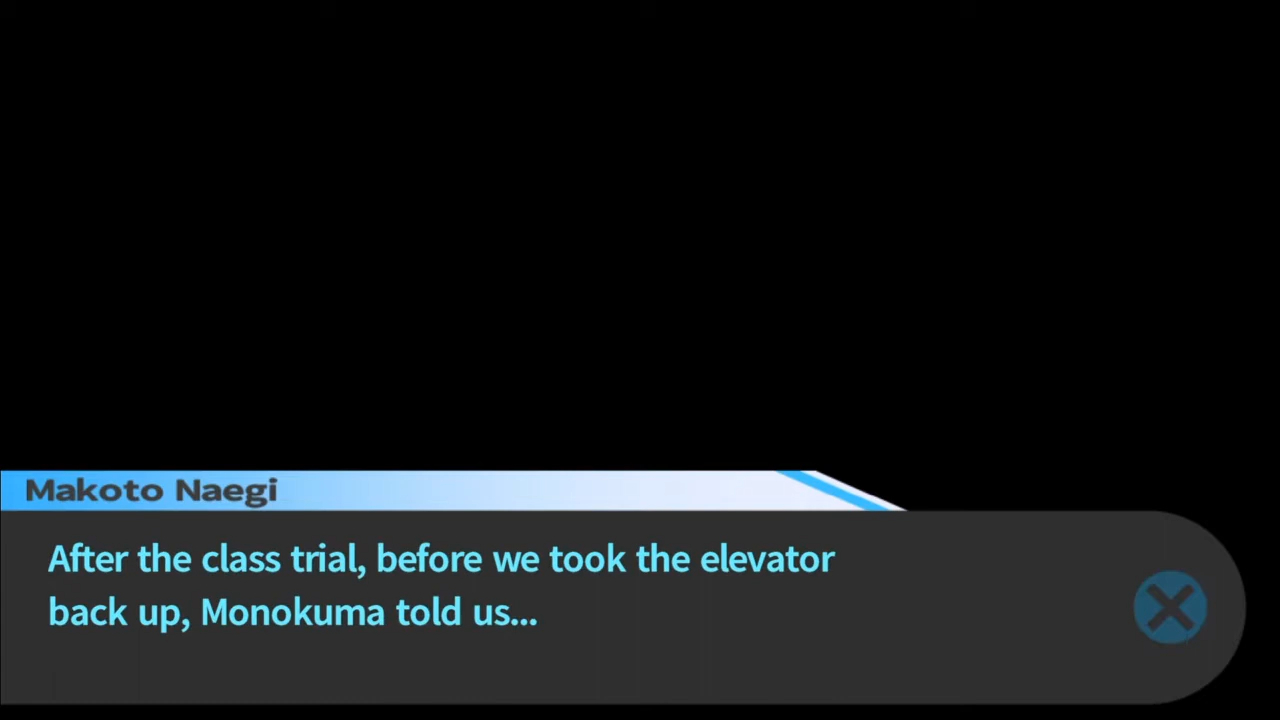 Makoto Naegi
After the class trial, before we took the elevator
back up, Monokuma told us...